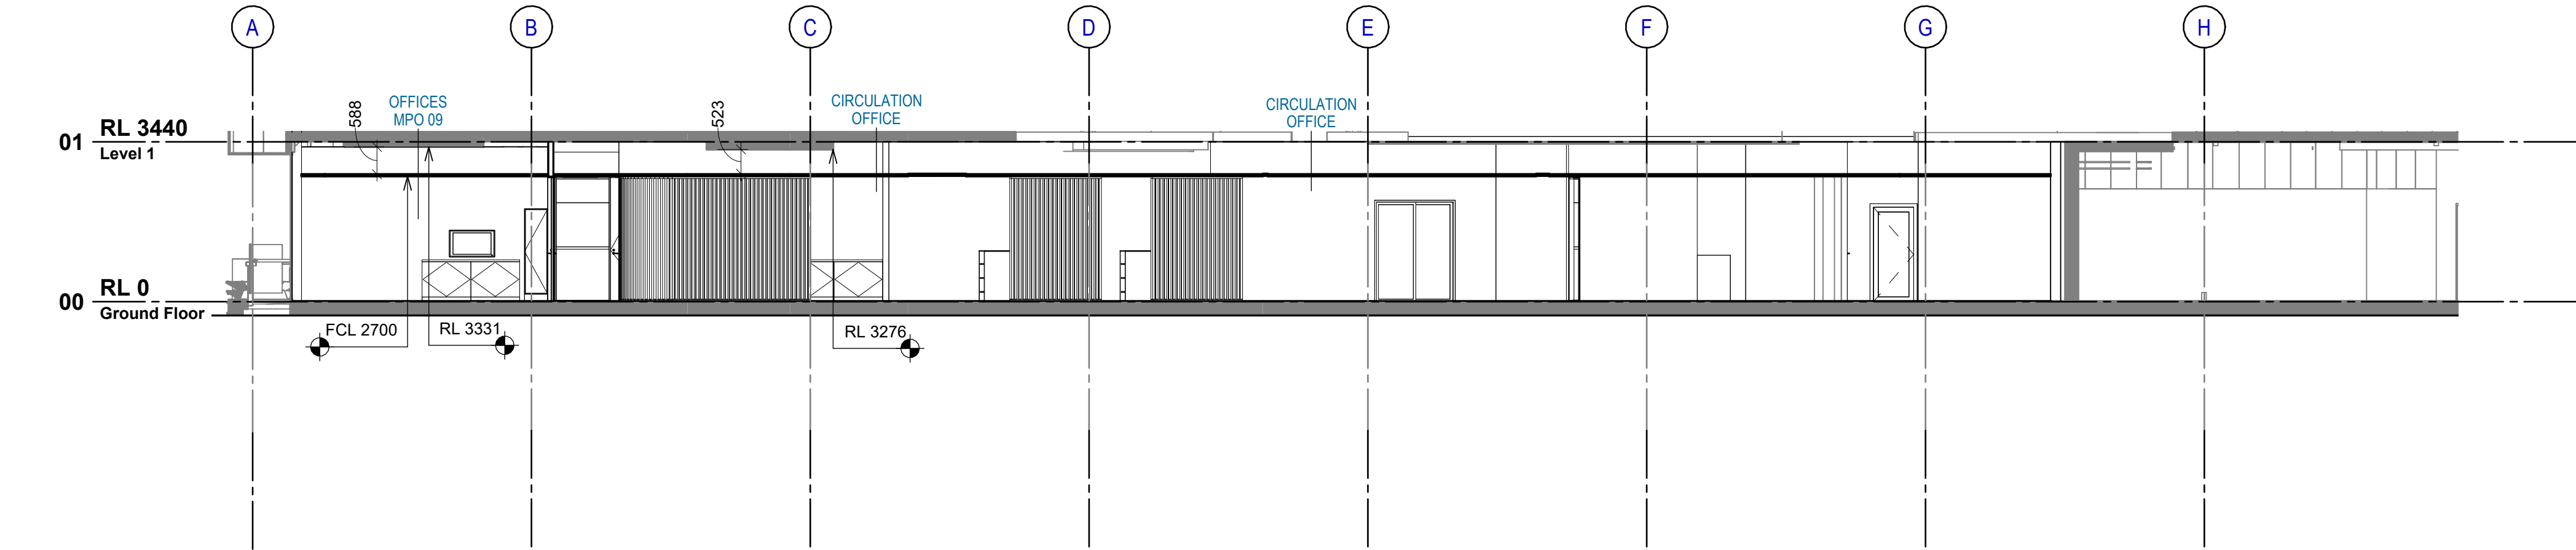 A
B
C
D
E
F
G
H
588
OFFICES
MPO 09
523
CIRCULATION
OFFICE
CIRCULATION
OFFICE
01
RL 3440
Level 1
00
RL 0
Ground Floor
FCL 2700
RL 3331
RL 3276